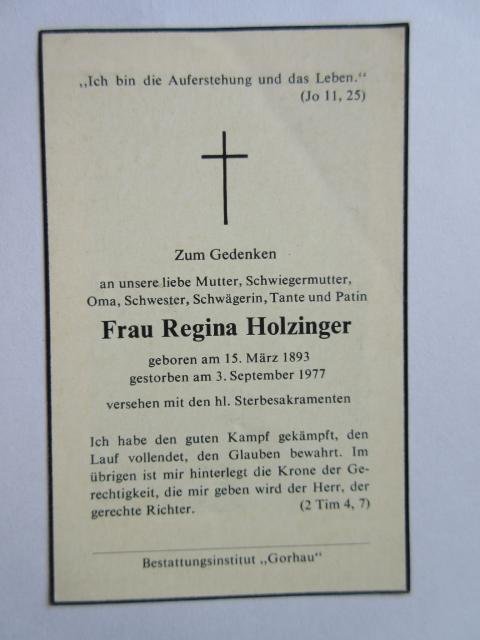 „Ich bin die Auferstehung und das Leben.“
(Jo 11, 25)
Zum Gedenken
an unsere liebe Mutter, Schwiegermutter,
Oma, Schwester, Schwägerin, Tante und Patin
Frau Regina Holzinger
geboren am 15. März 1893
gestorben am 3. September 1977
versehen mit den hl. Sterbesakramenten
Ich habe den guten Kampf gekämpft, den
Lauf vollendet, den Glauben bewahrt. Im
übrigen ist mir hinterlegt die Krone der Ge-
rechtigkeit, die mir geben wird der Herr, der
gerechte Richter. (2 Tim 4, 7)
Bestattungsinstitut „Gorhau“